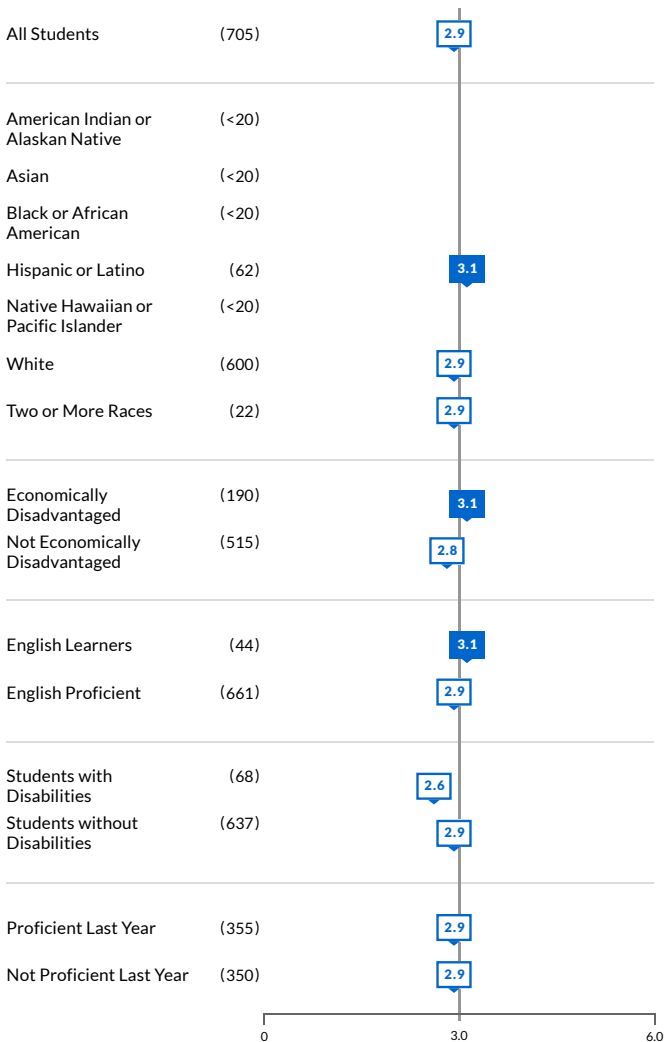 All Students (705) 2.9
American Indian or (<20)
Alaskan Native
Asian (<20)
Black or African (<20)
American
Hispanic or Latino (62) 3.1
Native Hawaiian or (<20)
Pacific Islander
White (600) 2.9
Two or More Races (22) 2.9
Economically (190) 3.1
Disadvantaged
Not Economically (515) 2.8
Disadvantaged
English Learners (44) 3.1
English Proficient (661) 2.9
Students with (68) 2.6
Disabilities
Students without (637) 2.9
Disabilities
Proficient Last Year (355) 2.9
Not Proficient Last Year (350) 2.9
0 3.0 6.0